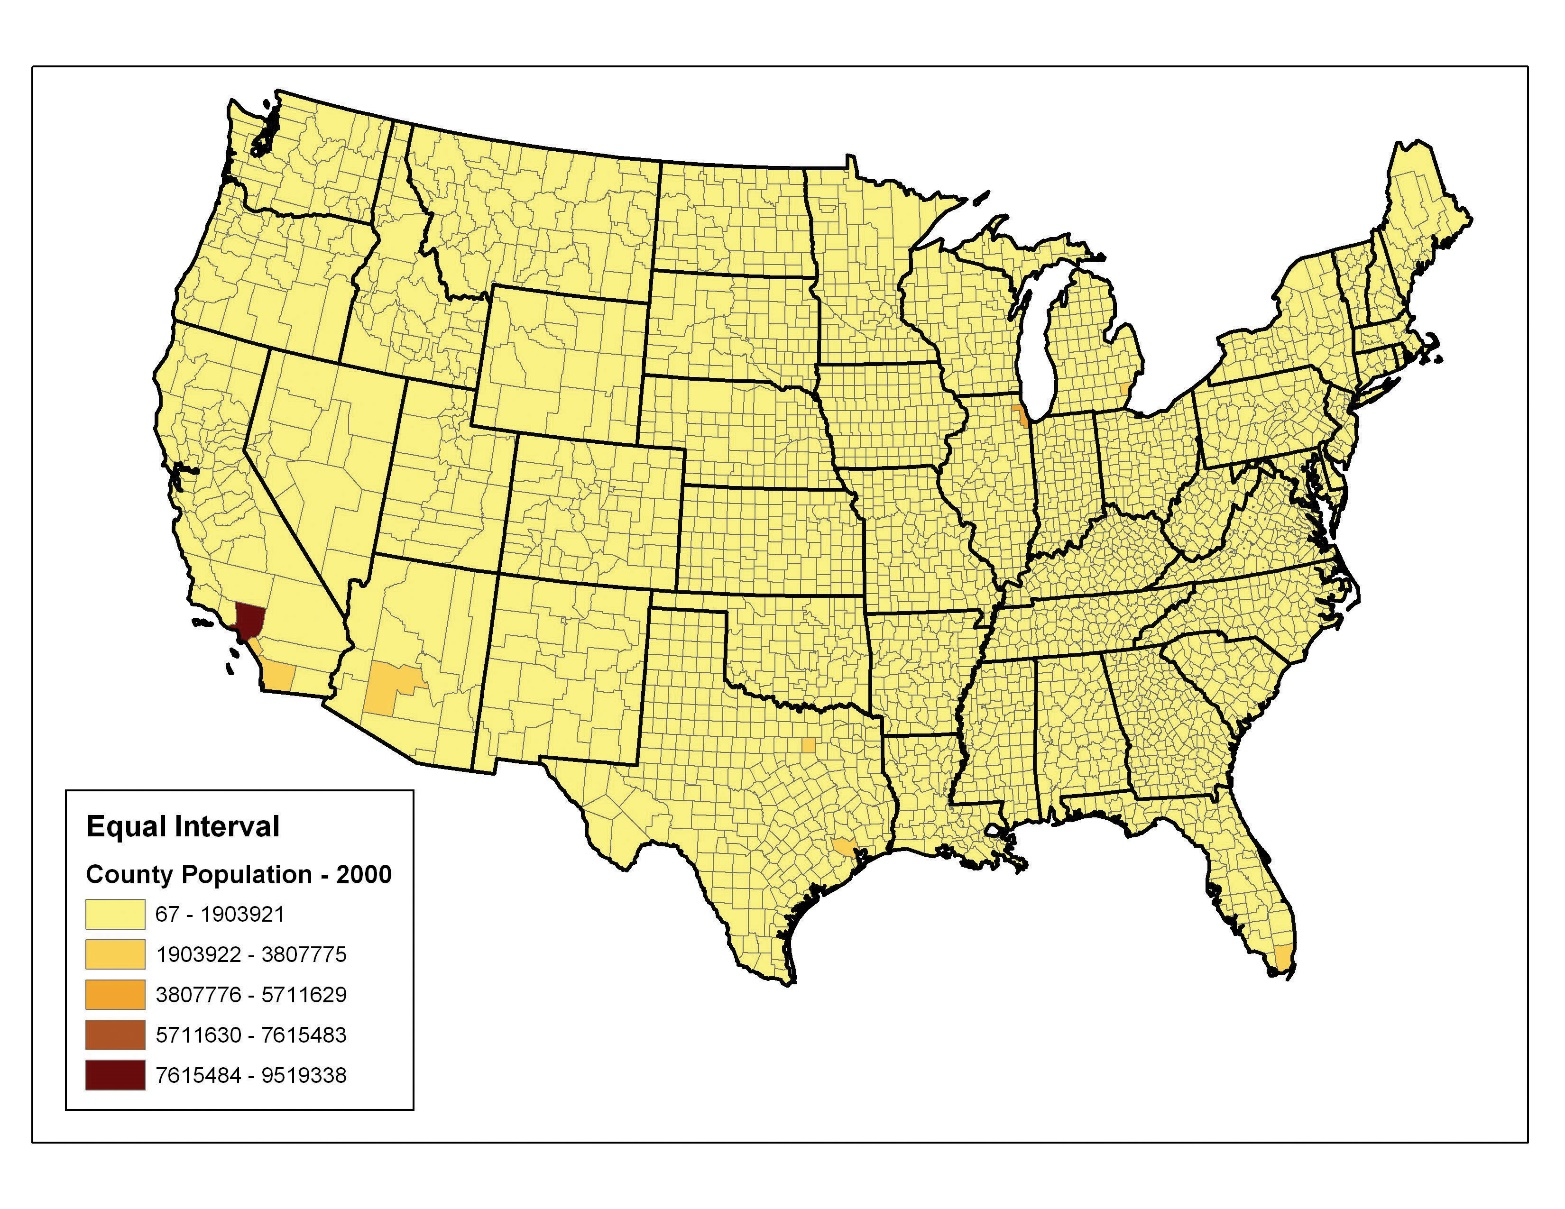 Equal Interval
County Population - 2000
67 - 1903921
1903922 - 3807775
3807776 - 5711629
5711630 - 7615483
7615484 - 9519338